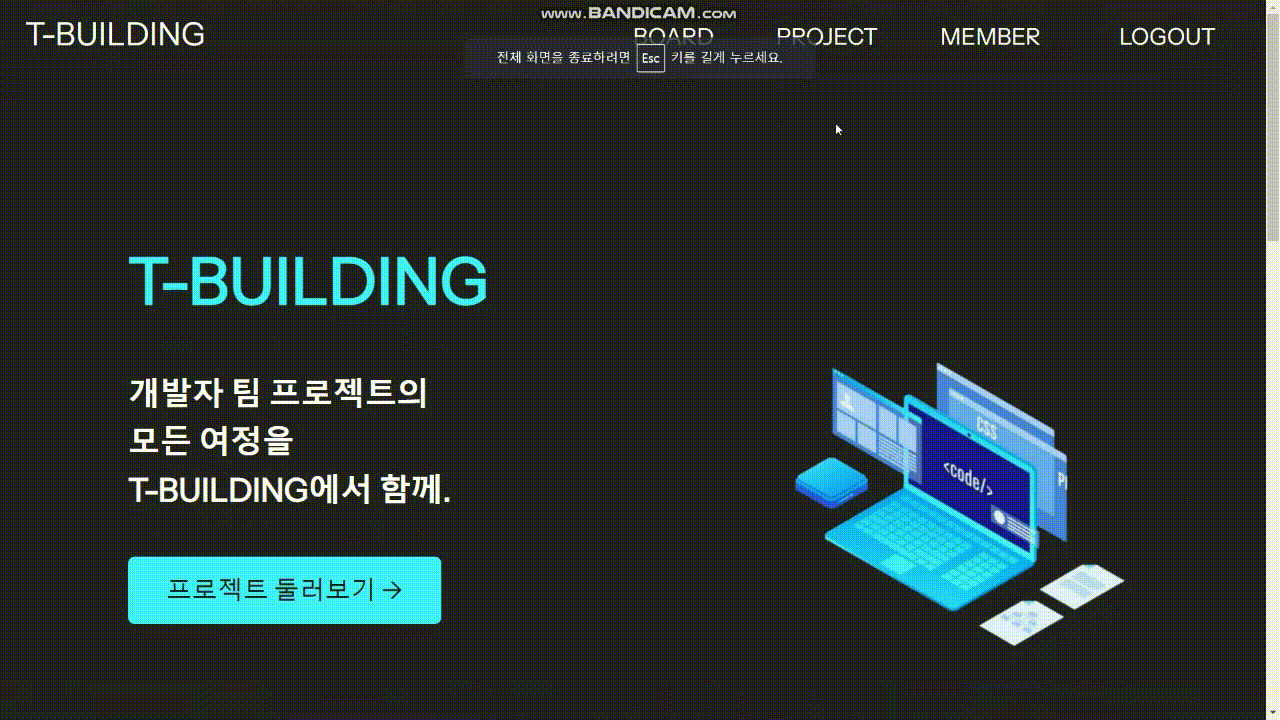 www.BANDICAM.com
T-BUILDING
BOARD PROJECT MEMBER LOGOUT
전체 화면을 종료하려면 Esc 키를 길게 누르세요.
T-BUILDING
개발자 팀 프로젝트의
모든 여정을
T-BUILDING에서 함께.
프로젝트 둘러보기 →
CSS
<code/>